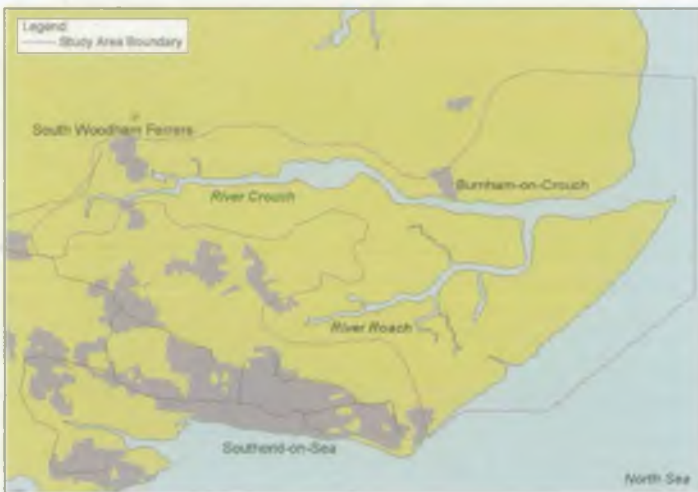 Legend
Study Area Boundary
South Woodham Ferrers
Burnham-on-Crouch
River Crouch
River Roach
Southend-on-Sea
North Sea